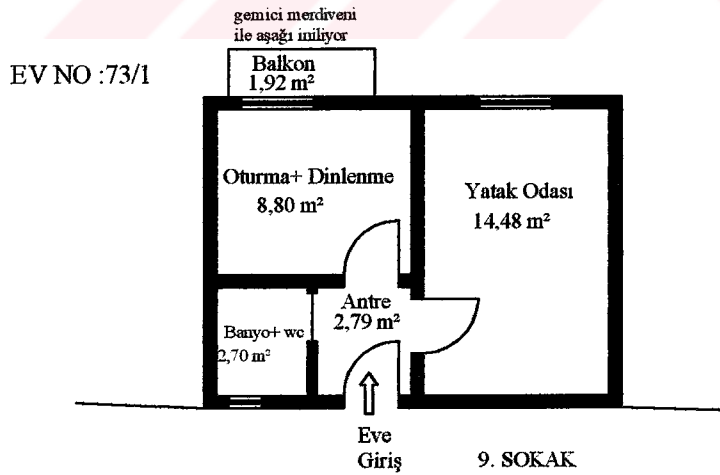 gemici merdiveni
ile aşağı iniliyor
EV NO :73/1
Balkon
1,92 m²
Oturma+ Dinlenme
8,80 m²
Yatak Odası
14,48 m²
Antre
2,79 m²
Banyo+ wc
2,70 m²
Eve
Giriş
9. SOKAK